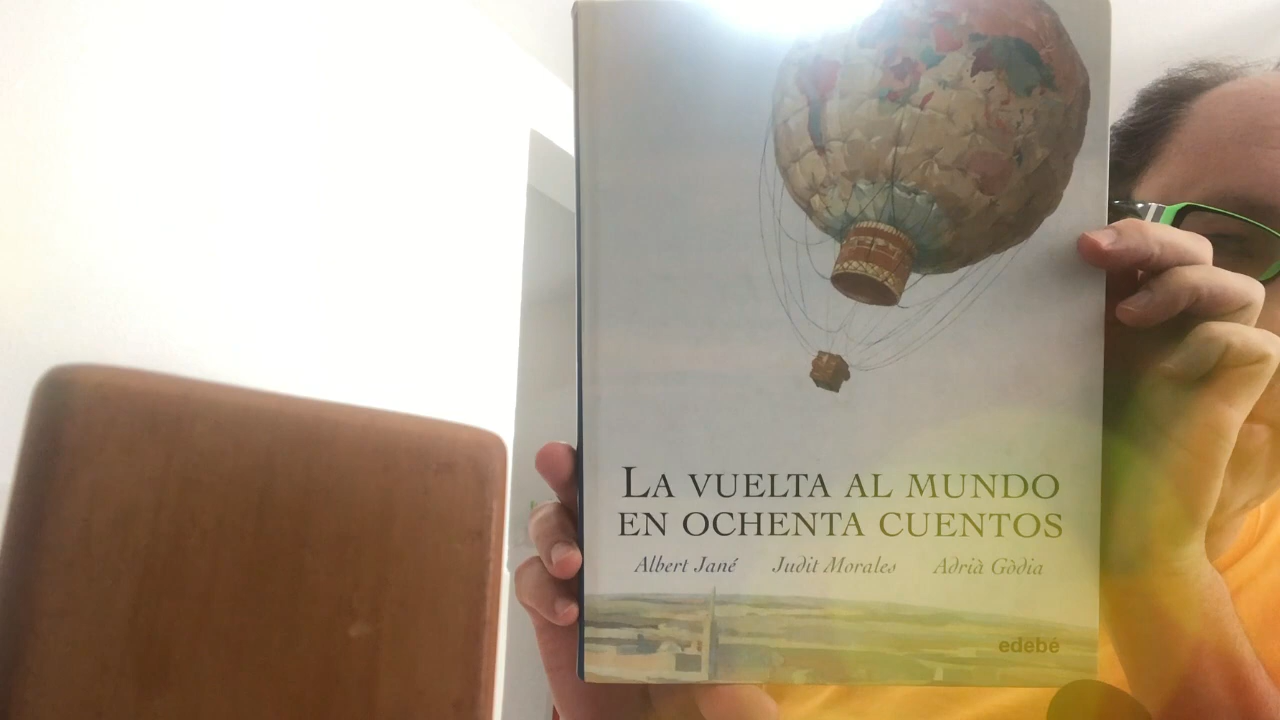 LA VUELTA AL MUNDO
EN OCHENTA CUENTOS
Albert Jané Judit Morales Adrià Gòdia
edebé